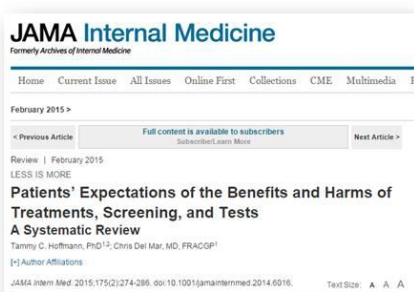 JAMA Internal Medicine
Formerly Archives of Internal Medicine
Home Current Issue All Issues Online First Collections CME Multimedia
February 2015 >
< Previous Article Full content is available to subscribers Next Article >
Subscribe/Learn More
Review | February 2015
LESS IS MORE
Patients' Expectations of the Benefits and Harms of
Treatments, Screening, and Tests
A Systematic Review
Tammy C. Hoffmann, PhD1,2; Chris Del Mar, MD, FRACGP1
[+] Author Affiliations
JAMA Intern Med. 2015;175(2):274-286. doi:10.1001/jamainternmed.2014.6016. Text Size: A A A